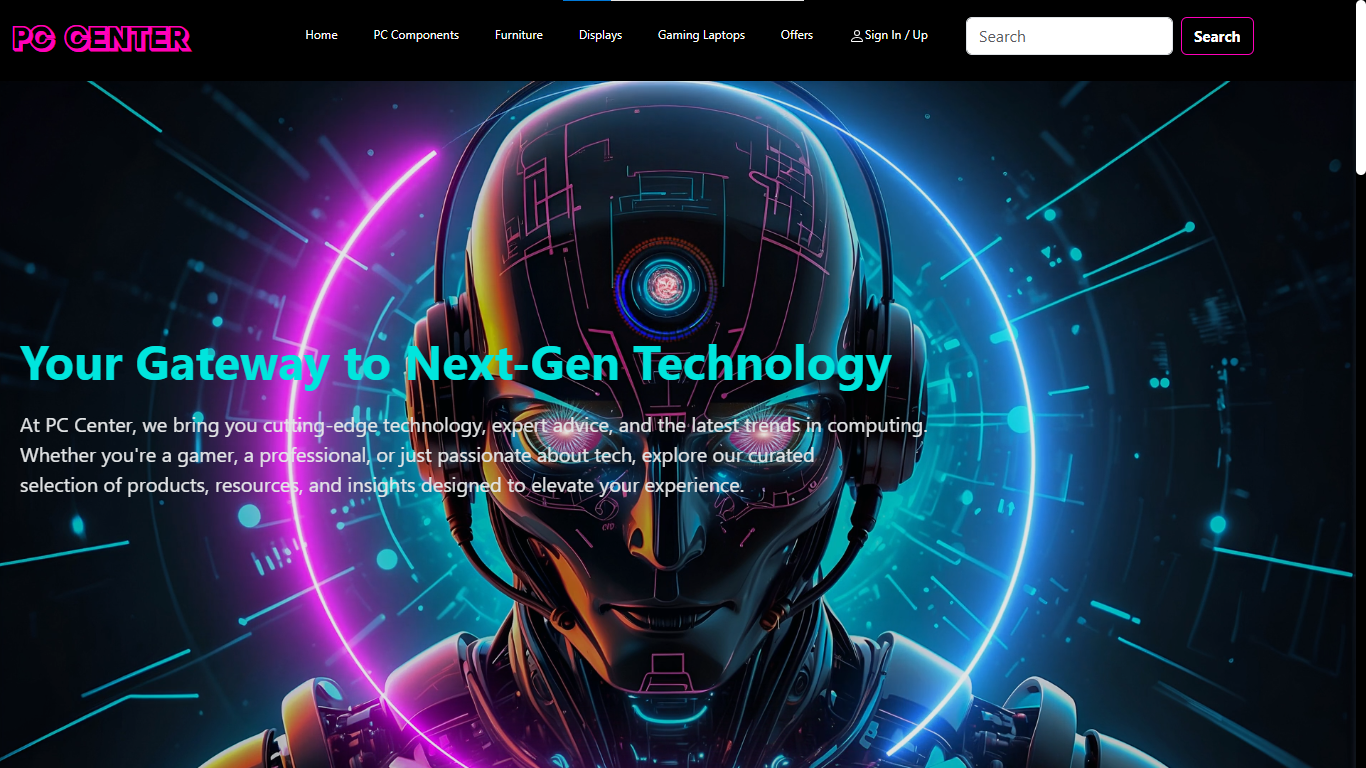 PC CENTER
Home
PC Components
Furniture
Displays
Gaming Laptops
Offers
Sign In / Up
Search
Search
Your Gateway to Next-Gen Technology
At PC Center, we bring you cutting-edge technology, expert advice, and the latest trends in computing.
Whether you're a gamer, a professional, or just passionate about tech, explore our curated
selection of products, resources, and insights designed to elevate your experience.